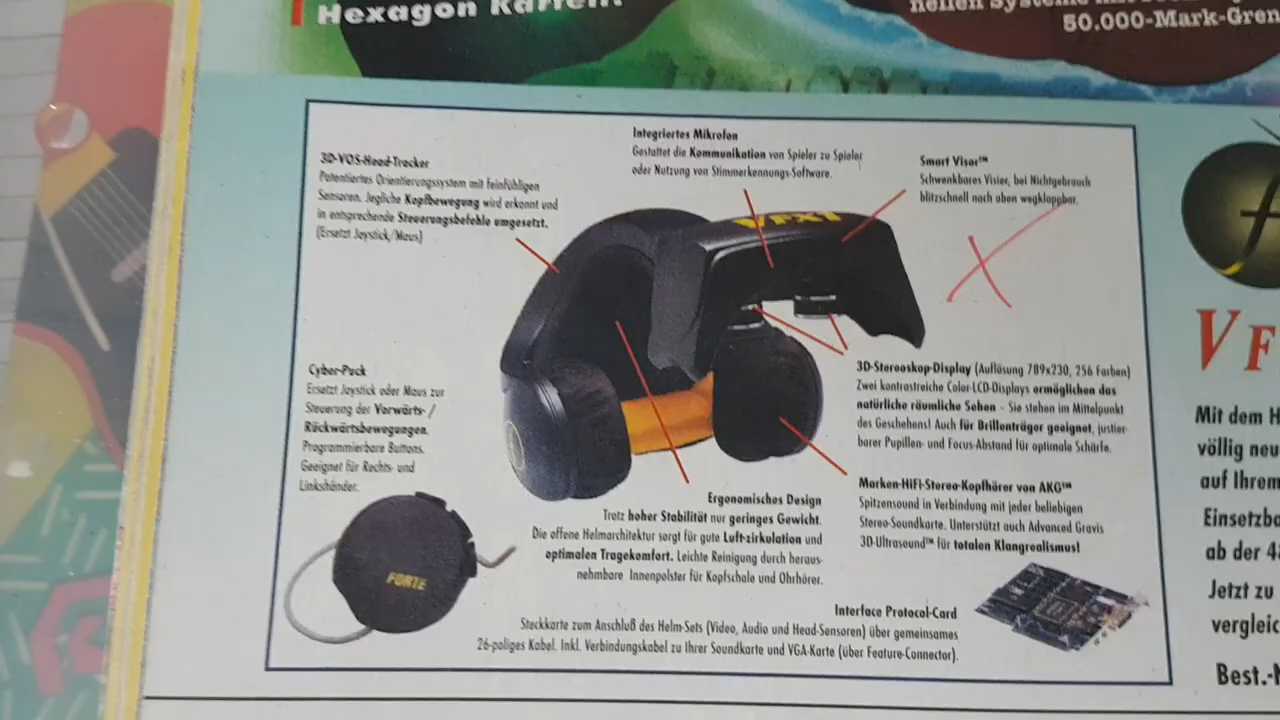 Hexagon Karten!
50.000-Mark-Gren
3D-VOS-Head-Tracker
Patentiertes Orientierungssystem mit feinfühligen
Sensoren. Jegliche Kopfbewegung wird erkannt und
in entsprechende Steuerungsbefehle umgesetzt.
(Ersetzt Joystick/Maus)
Integriertes Mikrofon
Gestattet die Kommunikation von Spieler zu Spieler
oder Nutzung von Stimmerkennungs-Software.
Smart Visor™
Schwenkbares Visier, bei Nichtgebrauch
blitzschnell nach oben wegklappbar.
VFX1
Cyber-Puck
Ersetzt Joystick oder Maus zur
Steuerung der Vorwärts- /
Rückwärtsbewegungen.
Programmierbare Buttons.
Geeignet für Rechts- und
Linkshänder.
FORTE
3D-Stereoskop-Display (Auflösung 789x230, 256 Farben)
Zwei kontrastreiche Color-LCD-Displays ermöglichen das
natürliche räumliche Sehen - Sie stehen im Mittelpunkt
des Geschehens! Auch für Brillenträger geeignet, justier-
barer Pupillen- und Focus-Abstand für optimale Schärfe.
Marken-HiFi-Stereo-Kopfhörer von AKG™
Spitzensound in Verbindung mit jeder beliebigen
Stereo-Soundkarte. Unterstützt auch Advanced Gravis
3D-Ultrasound™ für totalen Klangrealismus!
Ergonomisches Design
Trotz hoher Stabilität nur geringes Gewicht.
Die offene Helmarchitektur sorgt für gute Luft-zirkulation und
optimalen Tragekomfort. Leichte Reinigung durch heraus-
nehmbare Innenpolster für Kopfschale und Ohrhörer.
Interface Protocol-Card
Steckkarte zum Anschluß des Helm-Sets (Video, Audio und Head-Sensoren) über gemeinsames
26-poliges Kabel. Inkl. Verbindungskabel zu Ihrer Soundkarte und VGA-Karte (über Feature-Connector).
f
VF
Mit dem H
völlig neu
auf Ihrem
Einsetzba
ab der 4
Jetzt zu
vergleic
Best.-N